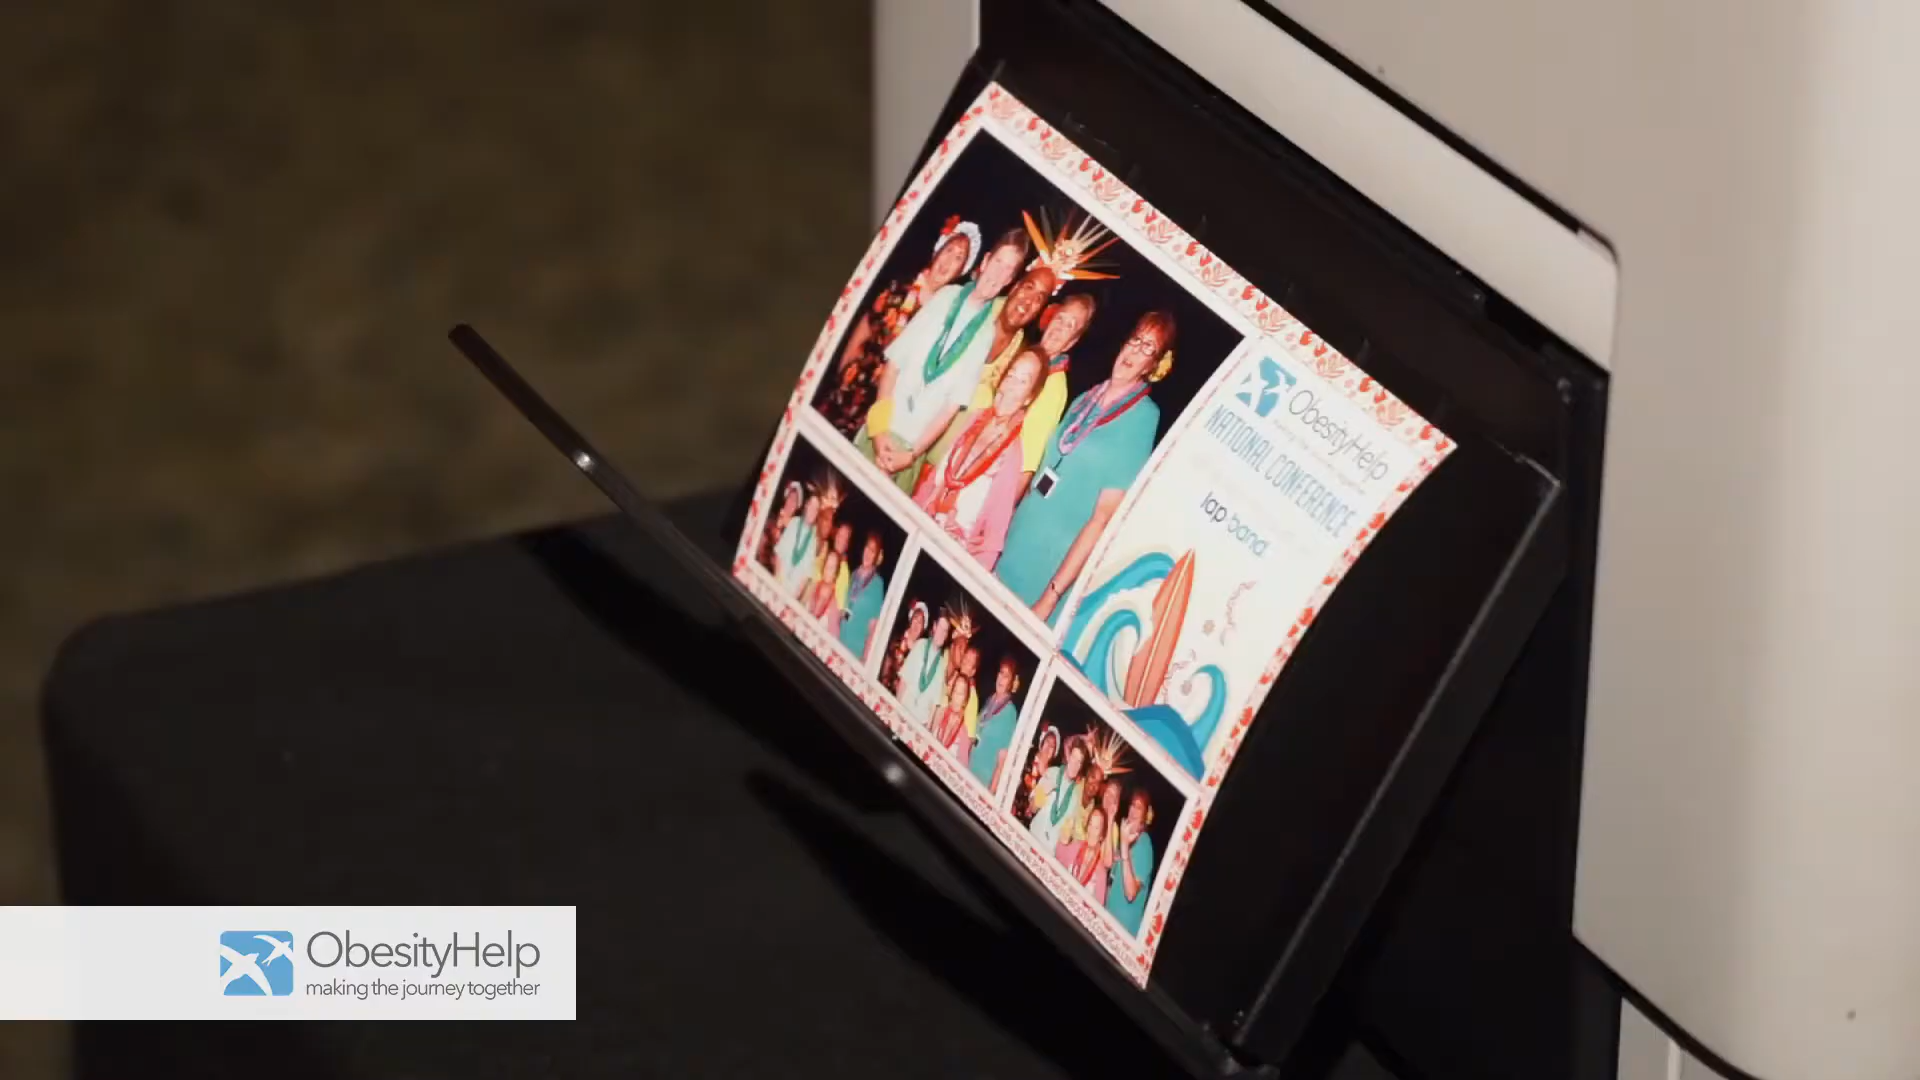 ObesityHelp
NATIONAL CONFERENCE
lap·band
ObesityHelp
making the journey together